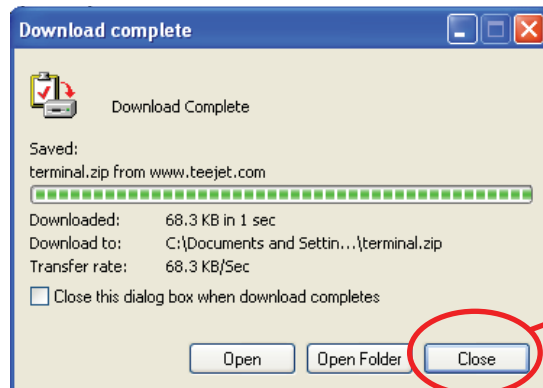 Download complete
Download Complete
Saved:
terminal.zip from www.teejet.com
Downloaded: 68.3 KB in 1 sec
Download to: C:\Documents and Settin...\terminal.zip
Transfer rate: 68.3 KB/Sec
Close this dialog box when download completes
Open Open Folder Close